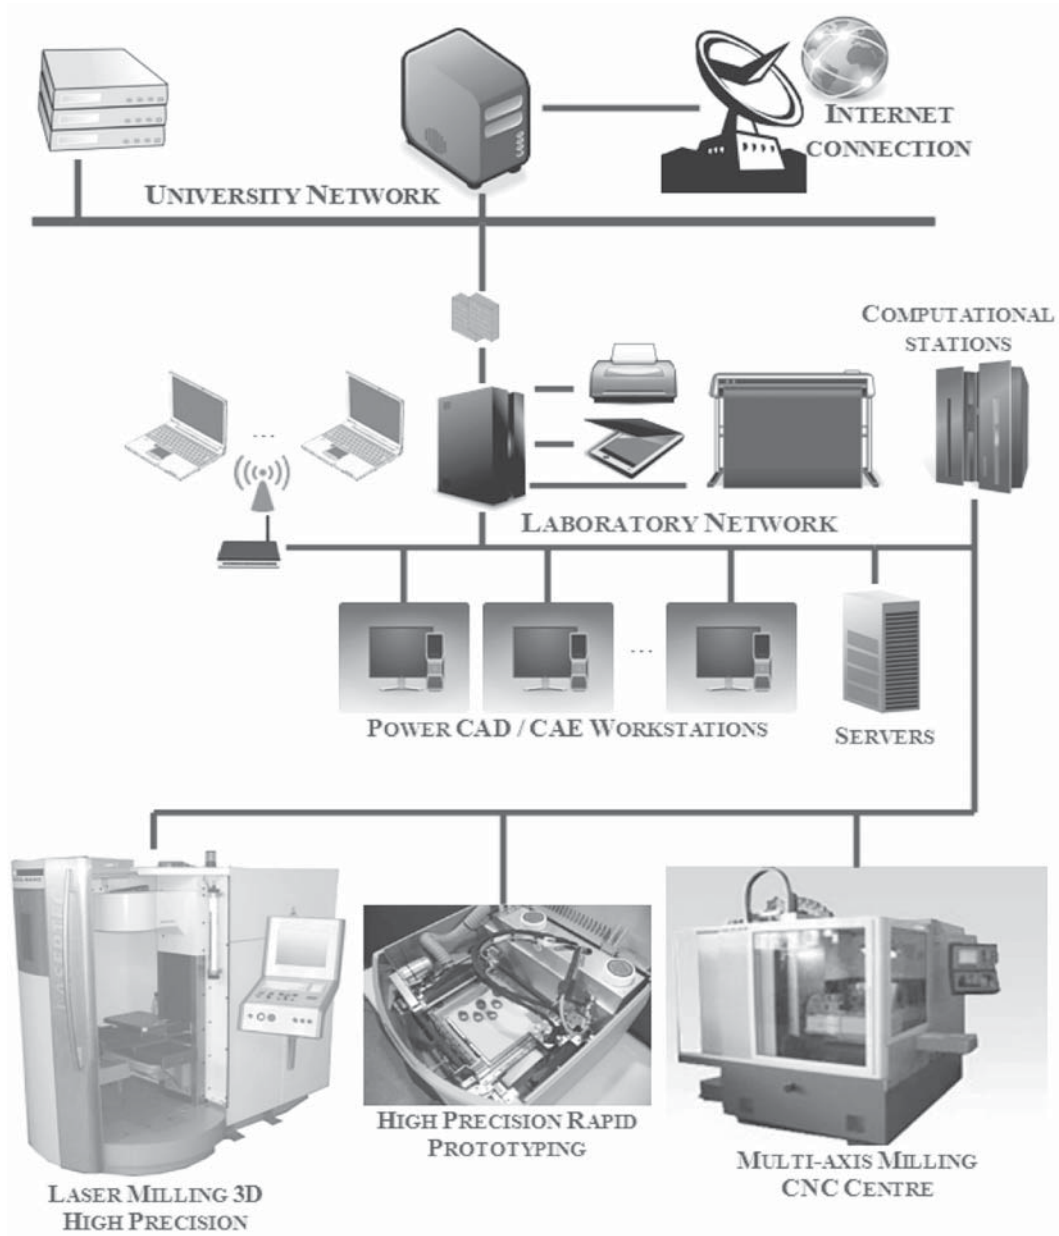 INTERNET
CONNECTION
UNIVERSITY NETWORK
COMPUTATIONAL
STATIONS
...
LABORATORY NETWORK
...
POWER CAD / CAE WORKSTATIONS
SERVERS
HIGH PRECISION RAPID
PROTOTYPING
MULTI-AXIS MILLING
CNC CENTRE
LASER MILLING 3D
HIGH PRECISION